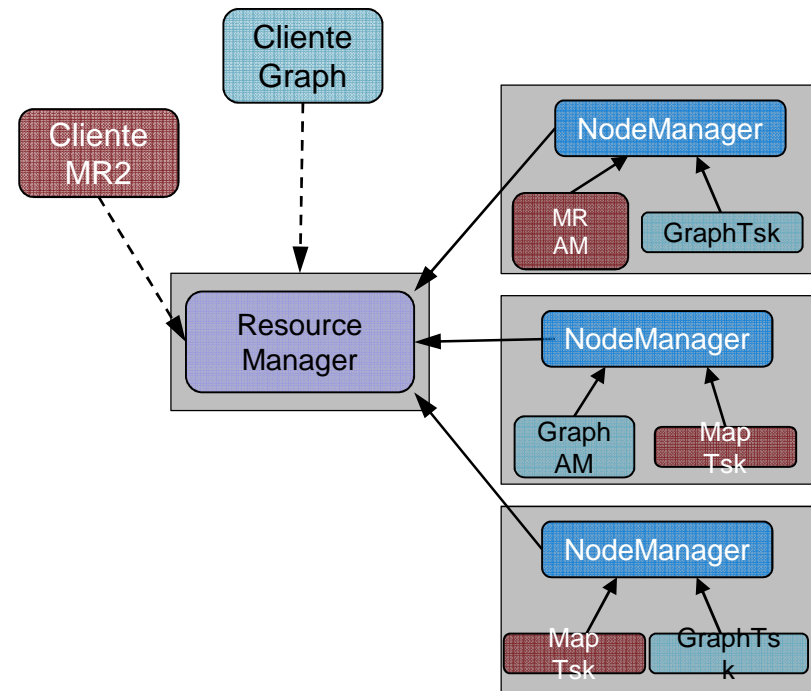 Cliente
Graph
Cliente
MR2
Resource
Manager
NodeManager
MR
AM
GraphTsk
NodeManager
Graph
AM
Map
Tsk
NodeManager
Map
Tsk
GraphTs
k